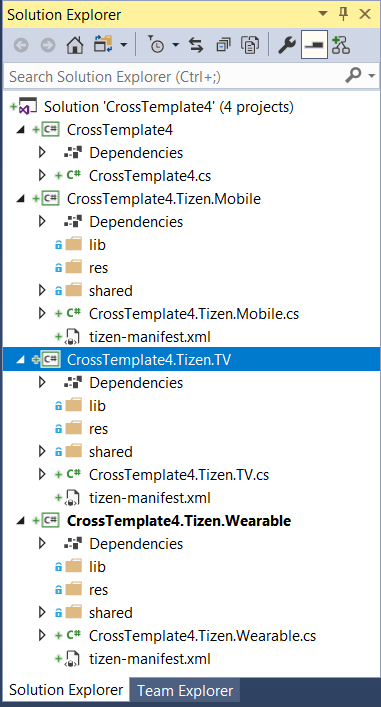 Solution Explorer
Search Solution Explorer (Ctrl+;)
Solution 'CrossTemplate4' (4 projects)
C# CrossTemplate4
Dependencies
C# CrossTemplate4.cs
C# CrossTemplate4.Tizen.Mobile
Dependencies
lib
res
shared
C# CrossTemplate4.Tizen.Mobile.cs
tizen-manifest.xml
C# CrossTemplate4.Tizen.TV
Dependencies
lib
res
shared
C# CrossTemplate4.Tizen.TV.cs
tizen-manifest.xml
C# CrossTemplate4.Tizen.Wearable
Dependencies
lib
res
shared
C# CrossTemplate4.Tizen.Wearable.cs
tizen-manifest.xml
Solution Explorer Team Explorer